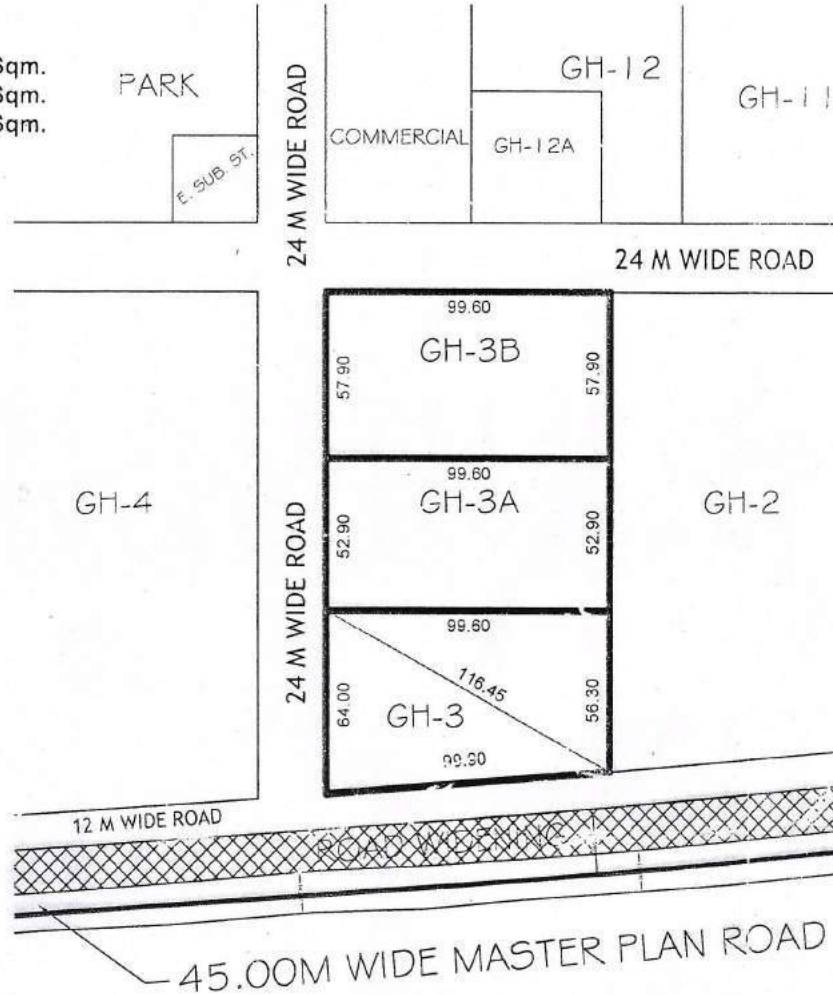 Sqm.
Sqm.
Sqm.
PARK
E. SUB. ST.
24 M WIDE ROAD
COMMERCIAL
GH-12
GH-12A
GH-11
24 M WIDE ROAD
99.60
GH-3B
57.90
57.90
99.60
GH-3A
52.90
52.90
GH-4
24 M WIDE ROAD
GH-2
99.60
116.45
64.00
56.30
GH-3
99.90
12 M WIDE ROAD
ROAD WIDENING
45.00M WIDE MASTER PLAN ROAD